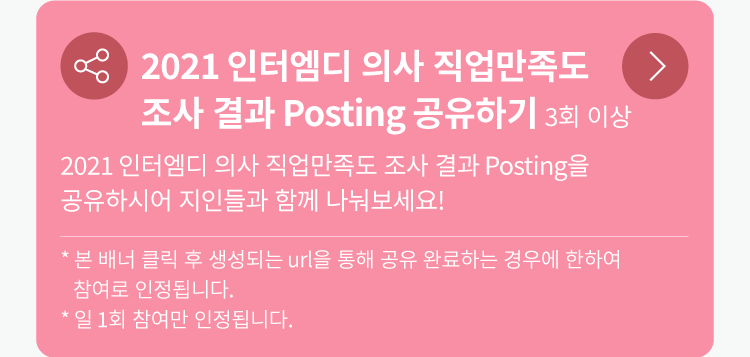 2021 인터엠디 의사 직업만족도
조사 결과 Posting 공유하기 3회 이상
2021 인터엠디 의사 직업만족도 조사 결과 Posting을
공유하시어 지인들과 함께 나눠보세요!
* 본 배너 클릭 후 생성되는 url을 통해 공유 완료하는 경우에 한하여
참여로 인정됩니다.
* 일 1회 참여만 인정됩니다.